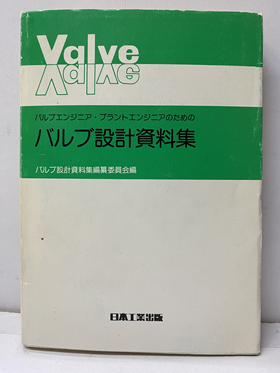 Valve
Valve
バルブエンジニア・プラントエンジニアのための
バルブ設計資料集
バルブ設計資料集編纂委員会編
日本工業出版